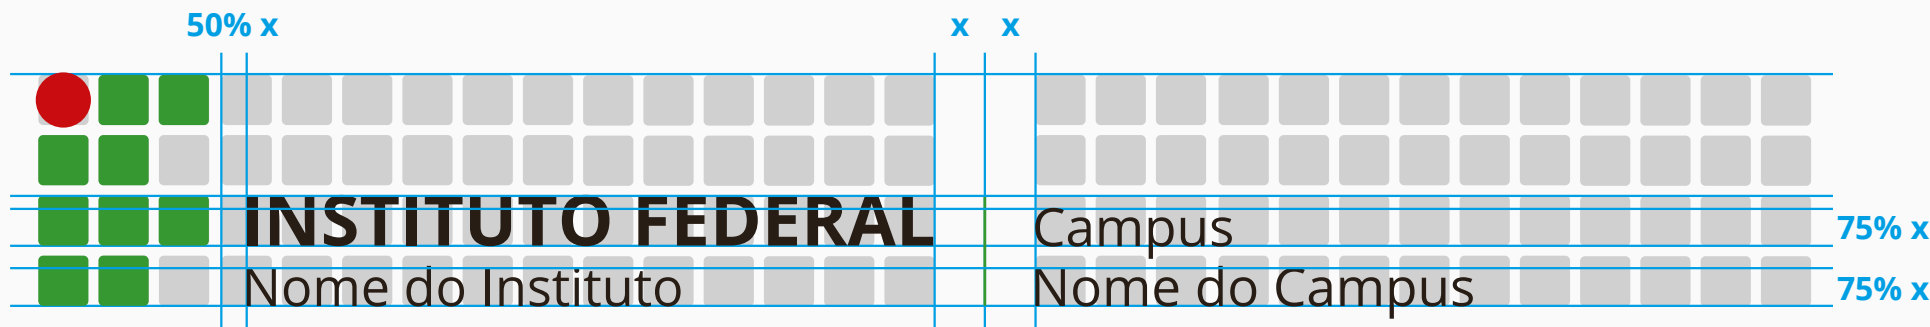 50% x x x
INSTITUTO FEDERAL Campus 75% x
Nome do Instituto Nome do Campus 75% x